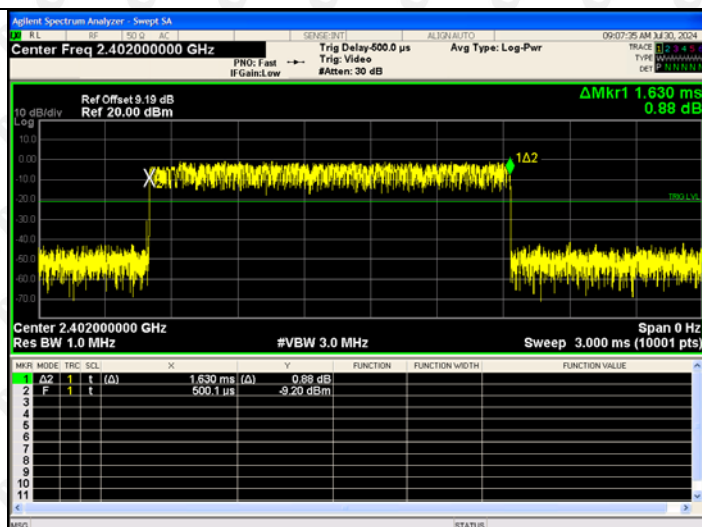 Agilent Spectrum Analyzer - Swept SA
RL RF 50 Ω AC SENSE:INT ALIGN AUTO 09:07:35 AM Jul 30, 2024
Center Freq 2.402000000 GHz
PNO: Fast
IFGain:Low
Trig Delay-500.0 µs
Trig: Video
#Atten: 30 dB
Avg Type: Log-Pwr
TRACE 1 2 3 4 5 6
TYPE
DET P N N N N N
ΔMkr1 1.630 ms
0.88 dB
Ref Offset 9.19 dB
10 dB/div Ref 20.00 dBm
Log
10.0
0.00
-10.0
-20.0
-30.0
-40.0
-50.0
-60.0
-70.0
1Δ2
TRIG LVL
Center 2.402000000 GHz Span 0 Hz
Res BW 1.0 MHz #VBW 3.0 MHz Sweep 3.000 ms (10001 pts)
MKR MODE TRC SCL X Y FUNCTION FUNCTION WIDTH FUNCTION VALUE
1 Δ2 1 t (Δ) 1.630 ms (Δ) 0.88 dB
2 F 1 t 500.1 µs -9.20 dBm
3
4
5
6
7
8
9
10
11
MSG STATUS